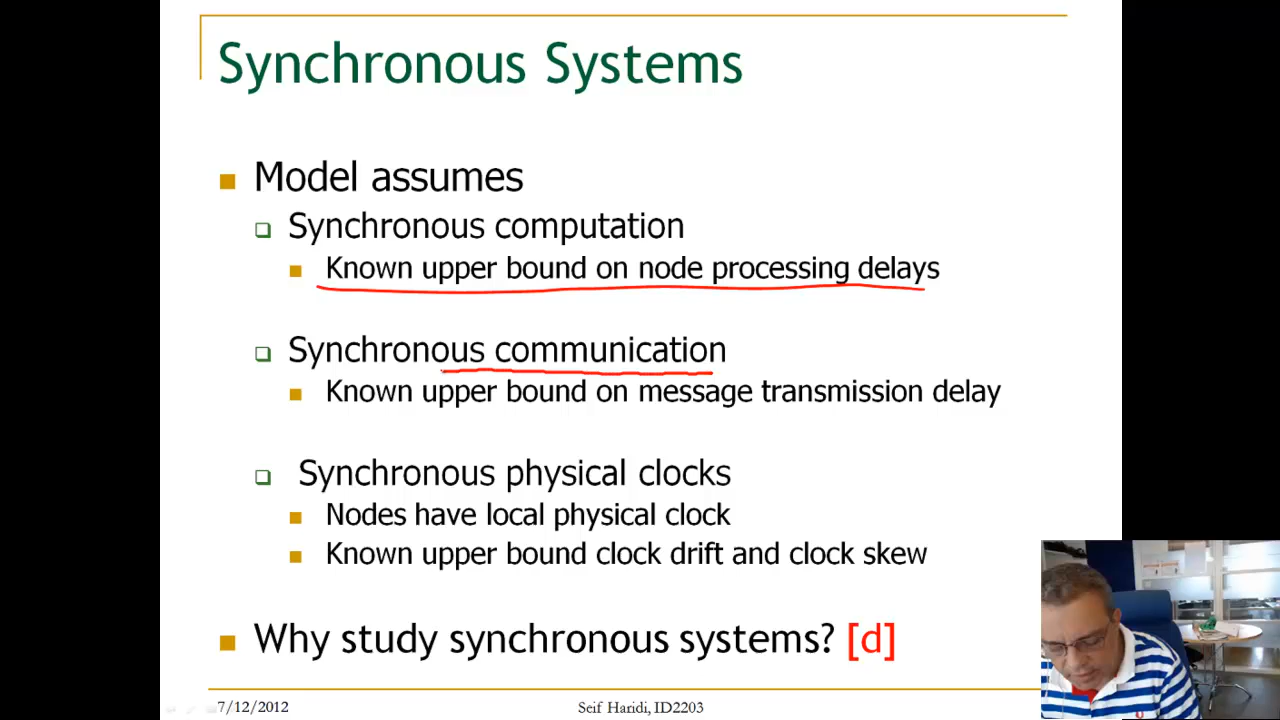 Synchronous Systems
Model assumes
Synchronous computation
Known upper bound on node processing delays
Synchronous communication
Known upper bound on message transmission delay
Synchronous physical clocks
Nodes have local physical clock
Known upper bound clock drift and clock skew
Why study synchronous systems? [d]
7/12/2012
Seif Haridi, ID2203